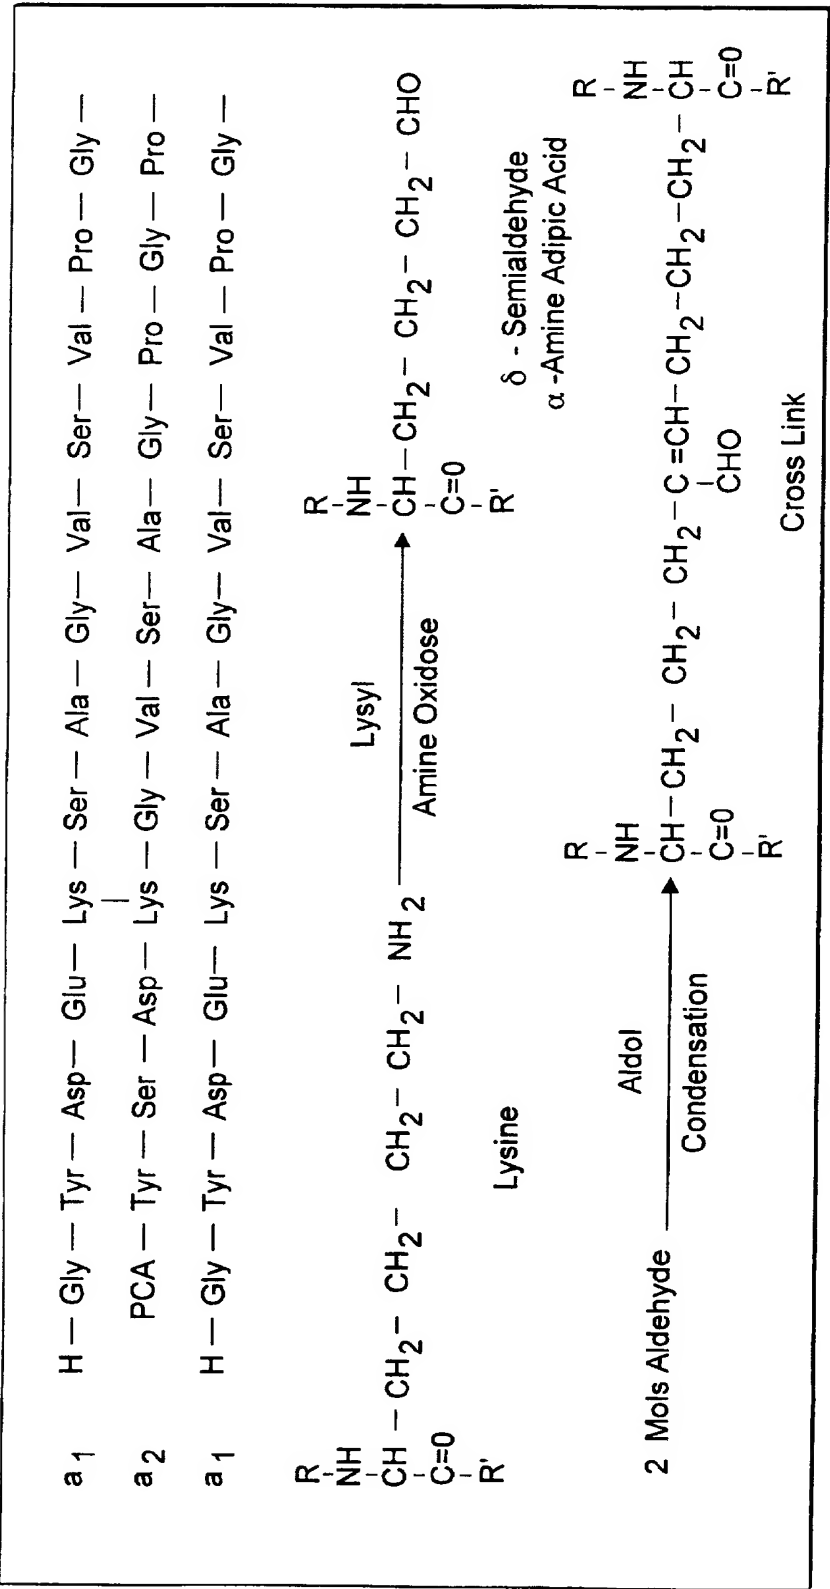 a1 H — Gly — Tyr — Asp — Glu — Lys — Ser — Ala — Gly — Val — Ser — Val — Pro — Gly —
a2 PCA — Tyr — Ser — Asp — Lys — Gly — Val — Ser — Ala — Gly — Pro — Gly — Pro —
a1 H — Gly — Tyr — Asp — Glu — Lys — Ser — Ala — Gly — Val — Ser — Val — Pro — Gly —
R
NH
CH — CH2 — CH2 — CH2 — CH2 — NH2
C=0
R'
Lysine
Lysyl
Amine Oxidose
R
NH
CH — CH2 — CH2 — CH2 — CHO
C=0
R'
δ - Semialdehyde
α -Amine Adipic Acid
2 Mols Aldehyde
Aldol
Condensation
R
NH
CH — CH2 — CH2 — CH2 — C =CH — CH2 — CH2 — CH2 — CH
C=0
R'
CHO
R
NH
C=0
R'
Cross Link